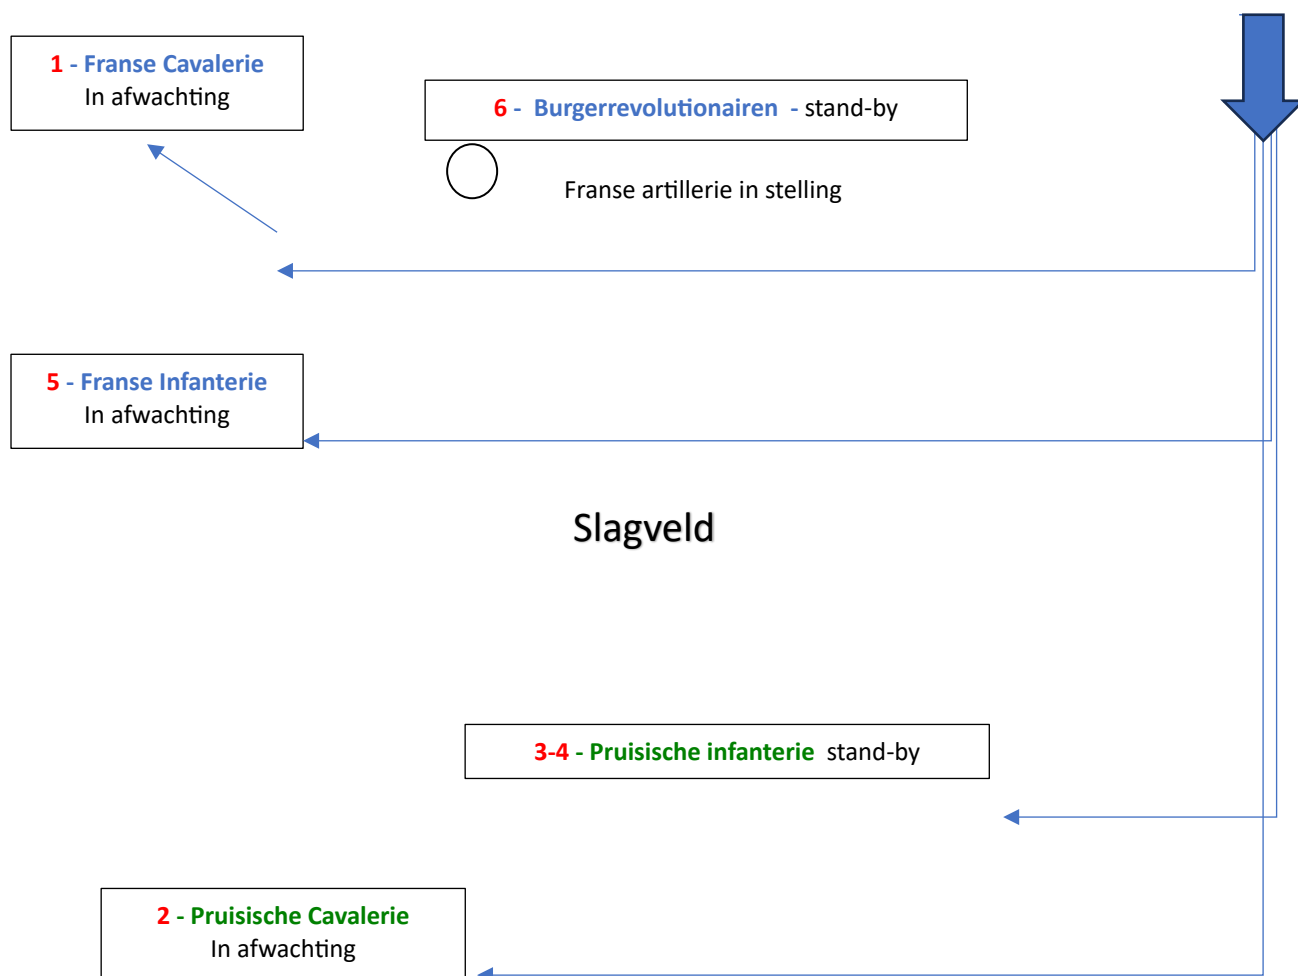 1 - Franse Cavalerie
In afwachting
6 - Burgerrevolutionairen - stand-by
Franse artillerie in stelling
5 - Franse Infanterie
In afwachting
Slagveld
3-4 - Pruisische infanterie stand-by
2 - Pruisische Cavalerie
In afwachting